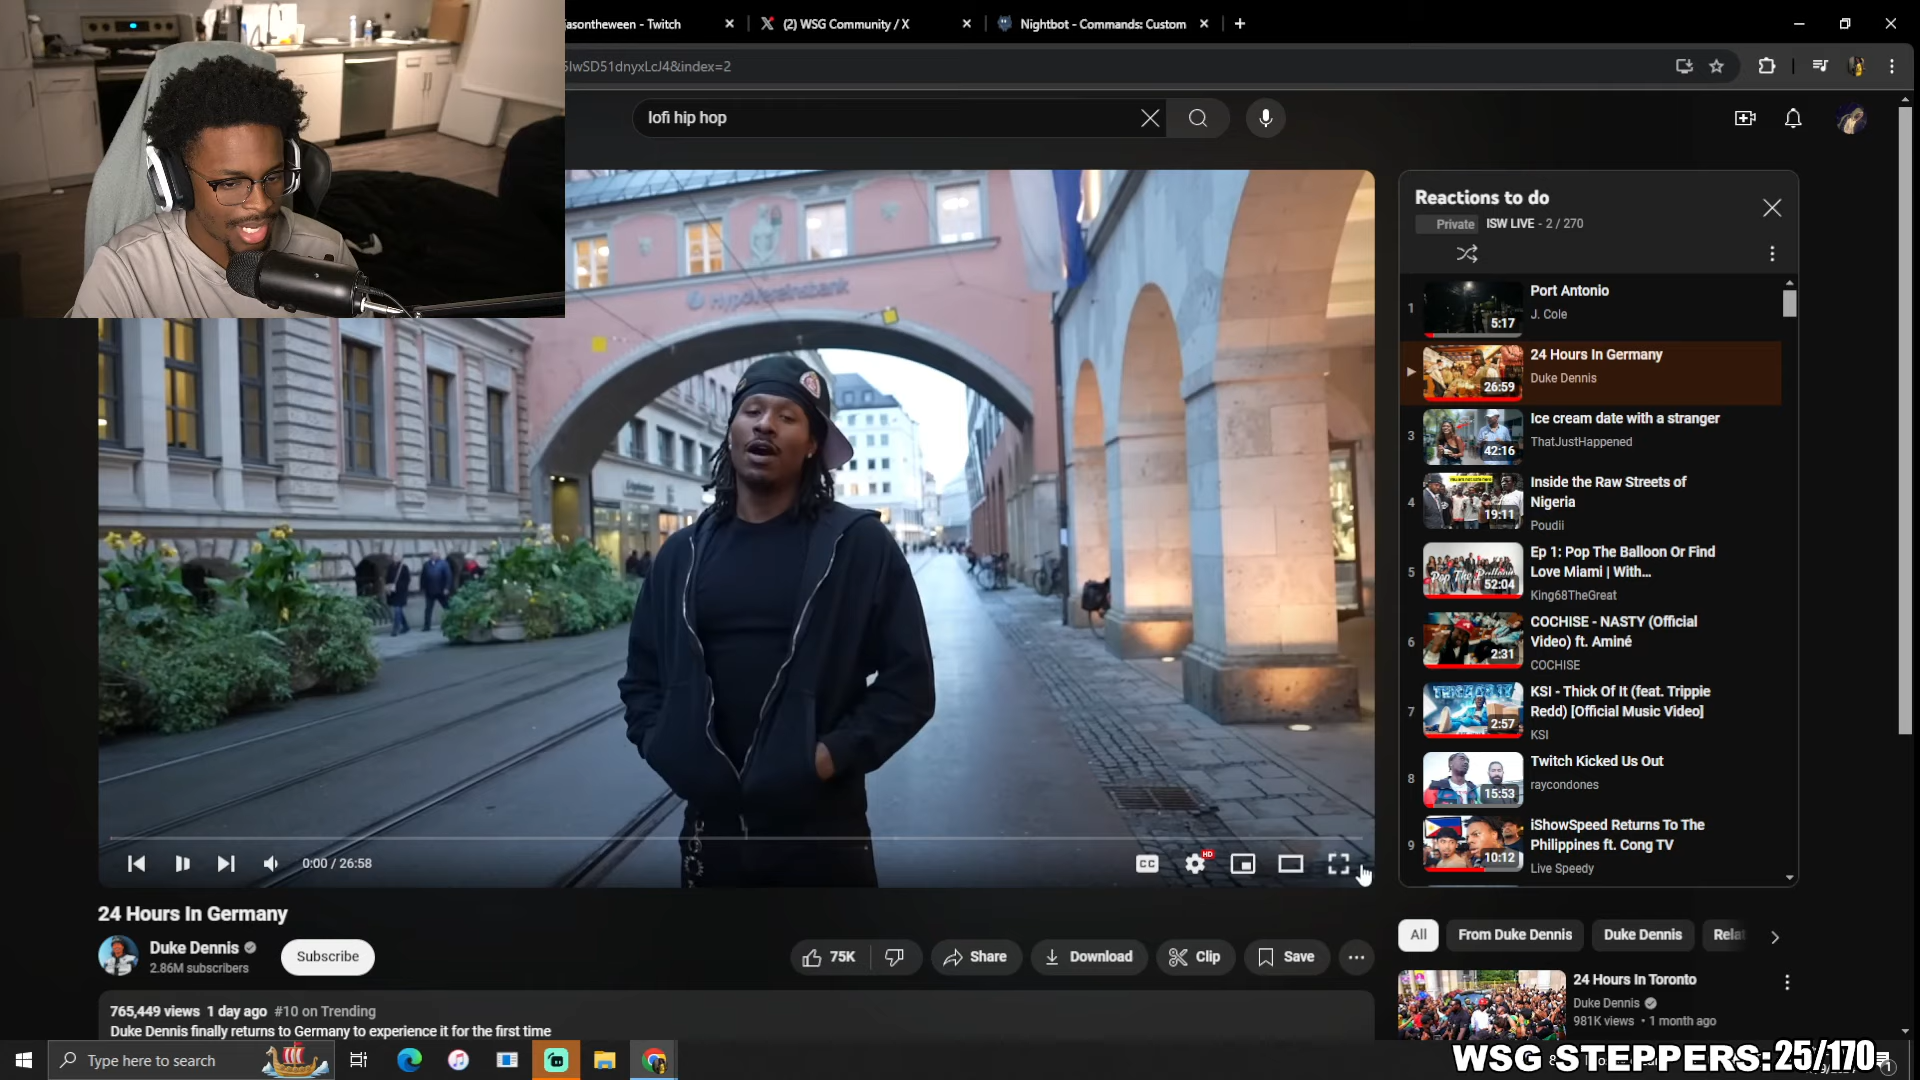 asontheween - Twitch
(2) WSG Community / X
Nightbot - Commands: Custom
5IwSD51dnyxLcJ4&index=2
lofi hip hop
Hypovereinsbank
0:00 / 26:58
CC
HD
24 Hours In Germany
Duke Dennis
2.86M subscribers
Subscribe
75K
Share
Download
Clip
Save
765,449 views 1 day ago #10 on Trending
Duke Dennis finally returns to Germany to experience it for the first time
Reactions to do
Private ISW LIVE - 2 / 270
1
5:17
Port Antonio
J. Cole
26:59
24 Hours In Germany
Duke Dennis
3
42:16
Ice cream date with a stranger
ThatJustHappened
4
19:11
Inside the Raw Streets of
Nigeria
Poudii
5
52:04
Ep 1: Pop The Balloon Or Find
Love Miami | With...
King68TheGreat
6
2:31
COCHISE - NASTY (Official
Video) ft. Aminé
COCHISE
7
2:57
KSI - Thick Of It (feat. Trippie
Redd) [Official Music Video]
KSI
8
15:53
Twitch Kicked Us Out
raycondones
9
10:12
iShowSpeed Returns To The
Philippines ft. Cong TV
Live Speedy
All
From Duke Dennis
Duke Dennis
Relat
24 Hours In Toronto
Duke Dennis
981K views • 1 month ago
Type here to search
WSG STEPPERS:25/170